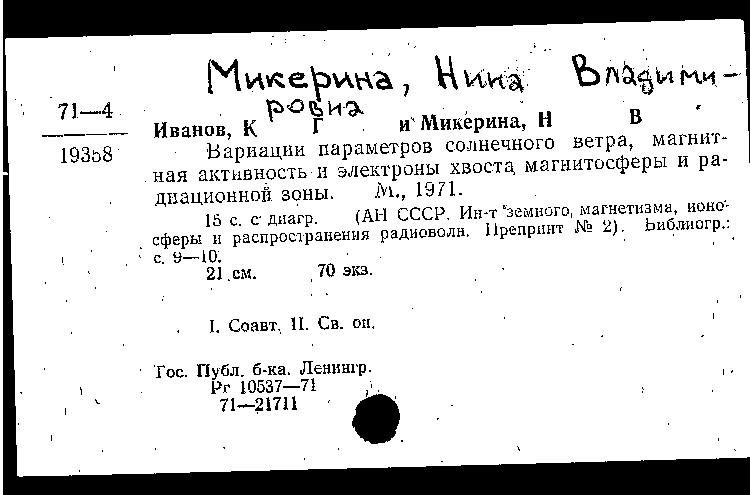 Микерина, Нина Владими-
ровна
71—4
19358
Иванов, К Г и Микерина, Н В
Вариации параметров солнечного ветра, магнит-
ная активность и электроны хвоста магнитосферы и ра-
диационной зоны. М., 1971.
15 с. с диагр. (АН СССР. Ин-т земного магнетизма, ионо-
сферы и распространения радиоволн. Препринт № 2). Библиогр.:
с. 9—10.
21 см. 70 экз.
I. Соавт. II. Св. оп.
Гос. Публ. б-ка. Ленингр.
Рг 10537—71
71—21711